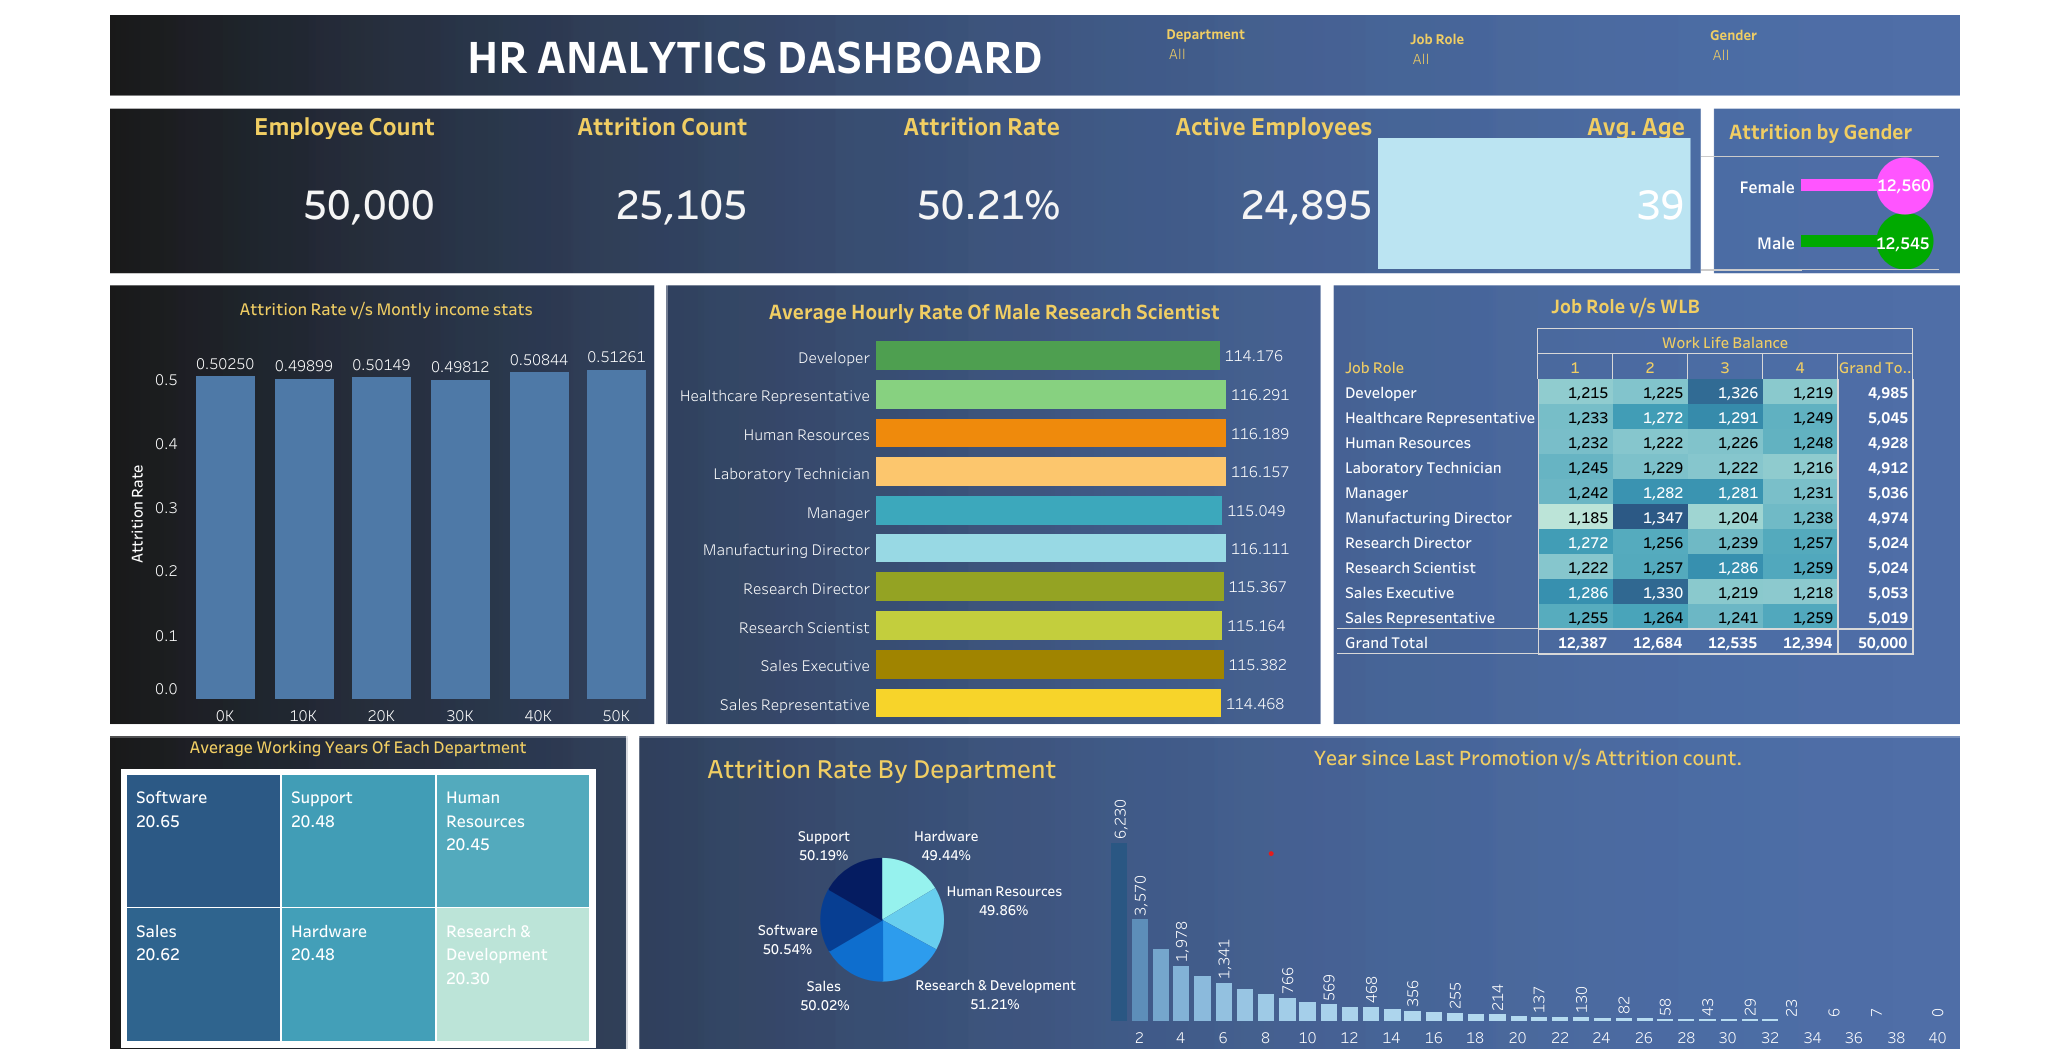 HR ANALYTICS DASHBOARD
Department
All
Job Role
All
Gender
All
Employee Count
50,000
Attrition Count
25,105
Attrition Rate
50.21%
Active Employees
24,895
Avg. Age
39
Attrition by Gender
Female 12,560
Male 12,545
Attrition Rate v/s Montly income stats
0.50250 0.49899 0.50149 0.49812 0.50844 0.51261
Attrition Rate
0.5
0.4
0.3
0.2
0.1
0.0
0K 10K 20K 30K 40K 50K
Average Hourly Rate Of Male Research Scientist
Developer 114.176
Healthcare Representative 116.291
Human Resources 116.189
Laboratory Technician 116.157
Manager 115.049
Manufacturing Director 116.111
Research Director 115.367
Research Scientist 115.164
Sales Executive 115.382
Sales Representative 114.468
Job Role v/s WLB
Work Life Balance
Job Role 1 2 3 4 Grand To..
Developer 1,215 1,225 1,326 1,219 4,985
Healthcare Representative 1,233 1,272 1,291 1,249 5,045
Human Resources 1,232 1,222 1,226 1,248 4,928
Laboratory Technician 1,245 1,229 1,222 1,216 4,912
Manager 1,242 1,282 1,281 1,231 5,036
Manufacturing Director 1,185 1,347 1,204 1,238 4,974
Research Director 1,272 1,256 1,239 1,257 5,024
Research Scientist 1,222 1,257 1,286 1,259 5,024
Sales Executive 1,286 1,330 1,219 1,218 5,053
Sales Representative 1,255 1,264 1,241 1,259 5,019
Grand Total 12,387 12,684 12,535 12,394 50,000
Average Working Years Of Each Department
Software
20.65
Support
20.48
Human
Resources
20.45
Sales
20.62
Hardware
20.48
Research &
Development
20.30
Attrition Rate By Department
Support
50.19%
Hardware
49.44%
Human Resources
49.86%
Software
50.54%
Sales
50.02%
Research & Development
51.21%
Year since Last Promotion v/s Attrition count.
6,230 3,570 1,978 1,341 766 569 468 356 255 214 137 130 82 58 43 29 23 6 7 0
2 4 6 8 10 12 14 16 18 20 22 24 26 28 30 32 34 36 38 40